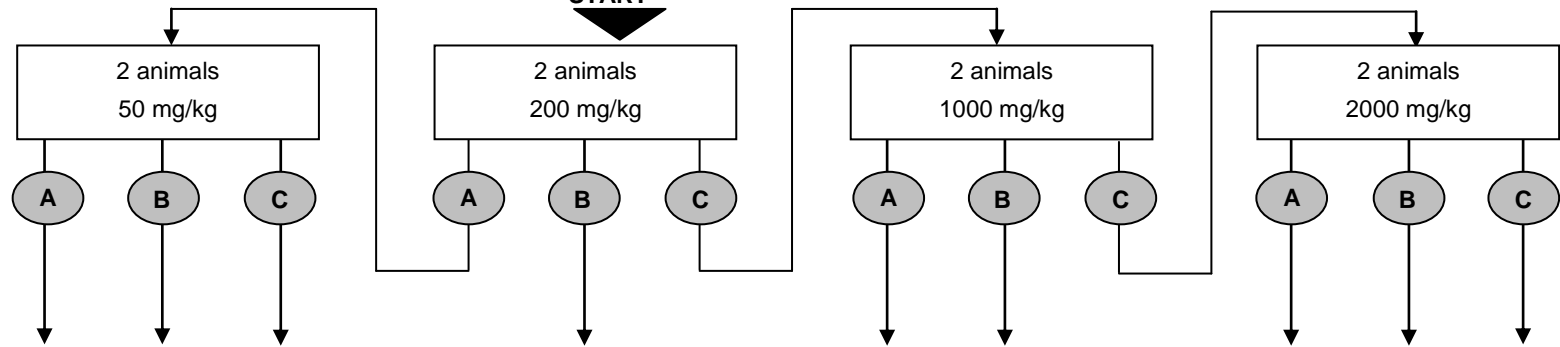 START
2 animals
50 mg/kg
2 animals
200 mg/kg
2 animals
1000 mg/kg
2 animals
2000 mg/kg
A B C A B C A B C A B C